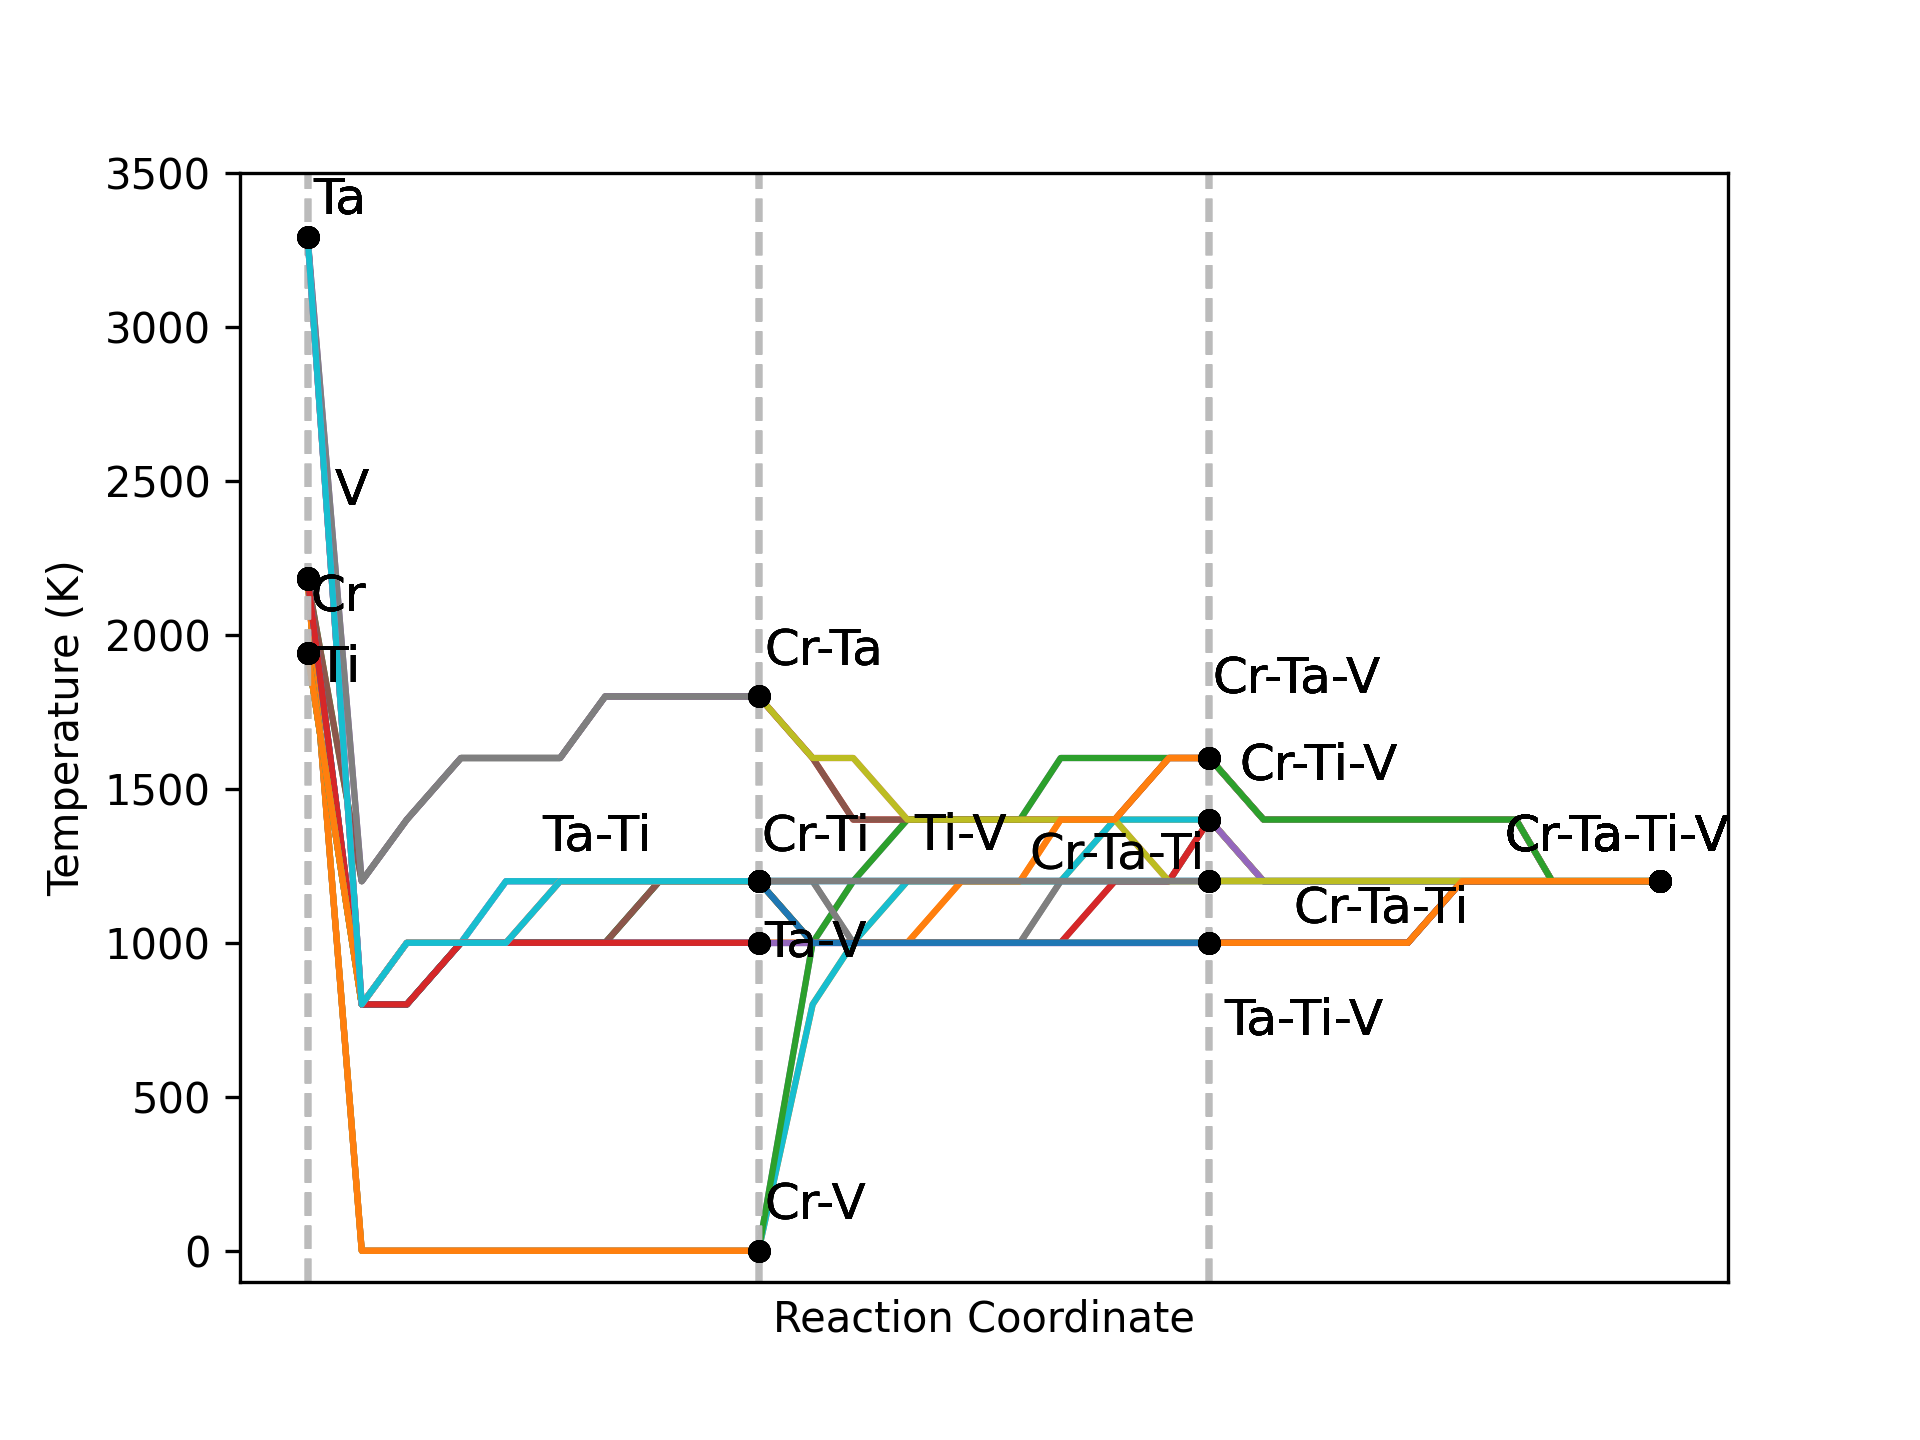 3500
3000
2500
2000
1500
1000
500
0
Temperature (K)
Reaction Coordinate
Ta
V
Cr
Ti
Cr-Ta
Ta-Ti
Cr-Ti
Ti-V
Ta-V
Cr-V
Cr-Ta-V
Cr-Ti-V
Cr-Ta-Ti
Cr-Ta-Ti
Ta-Ti-V
Cr-Ta-Ti-V